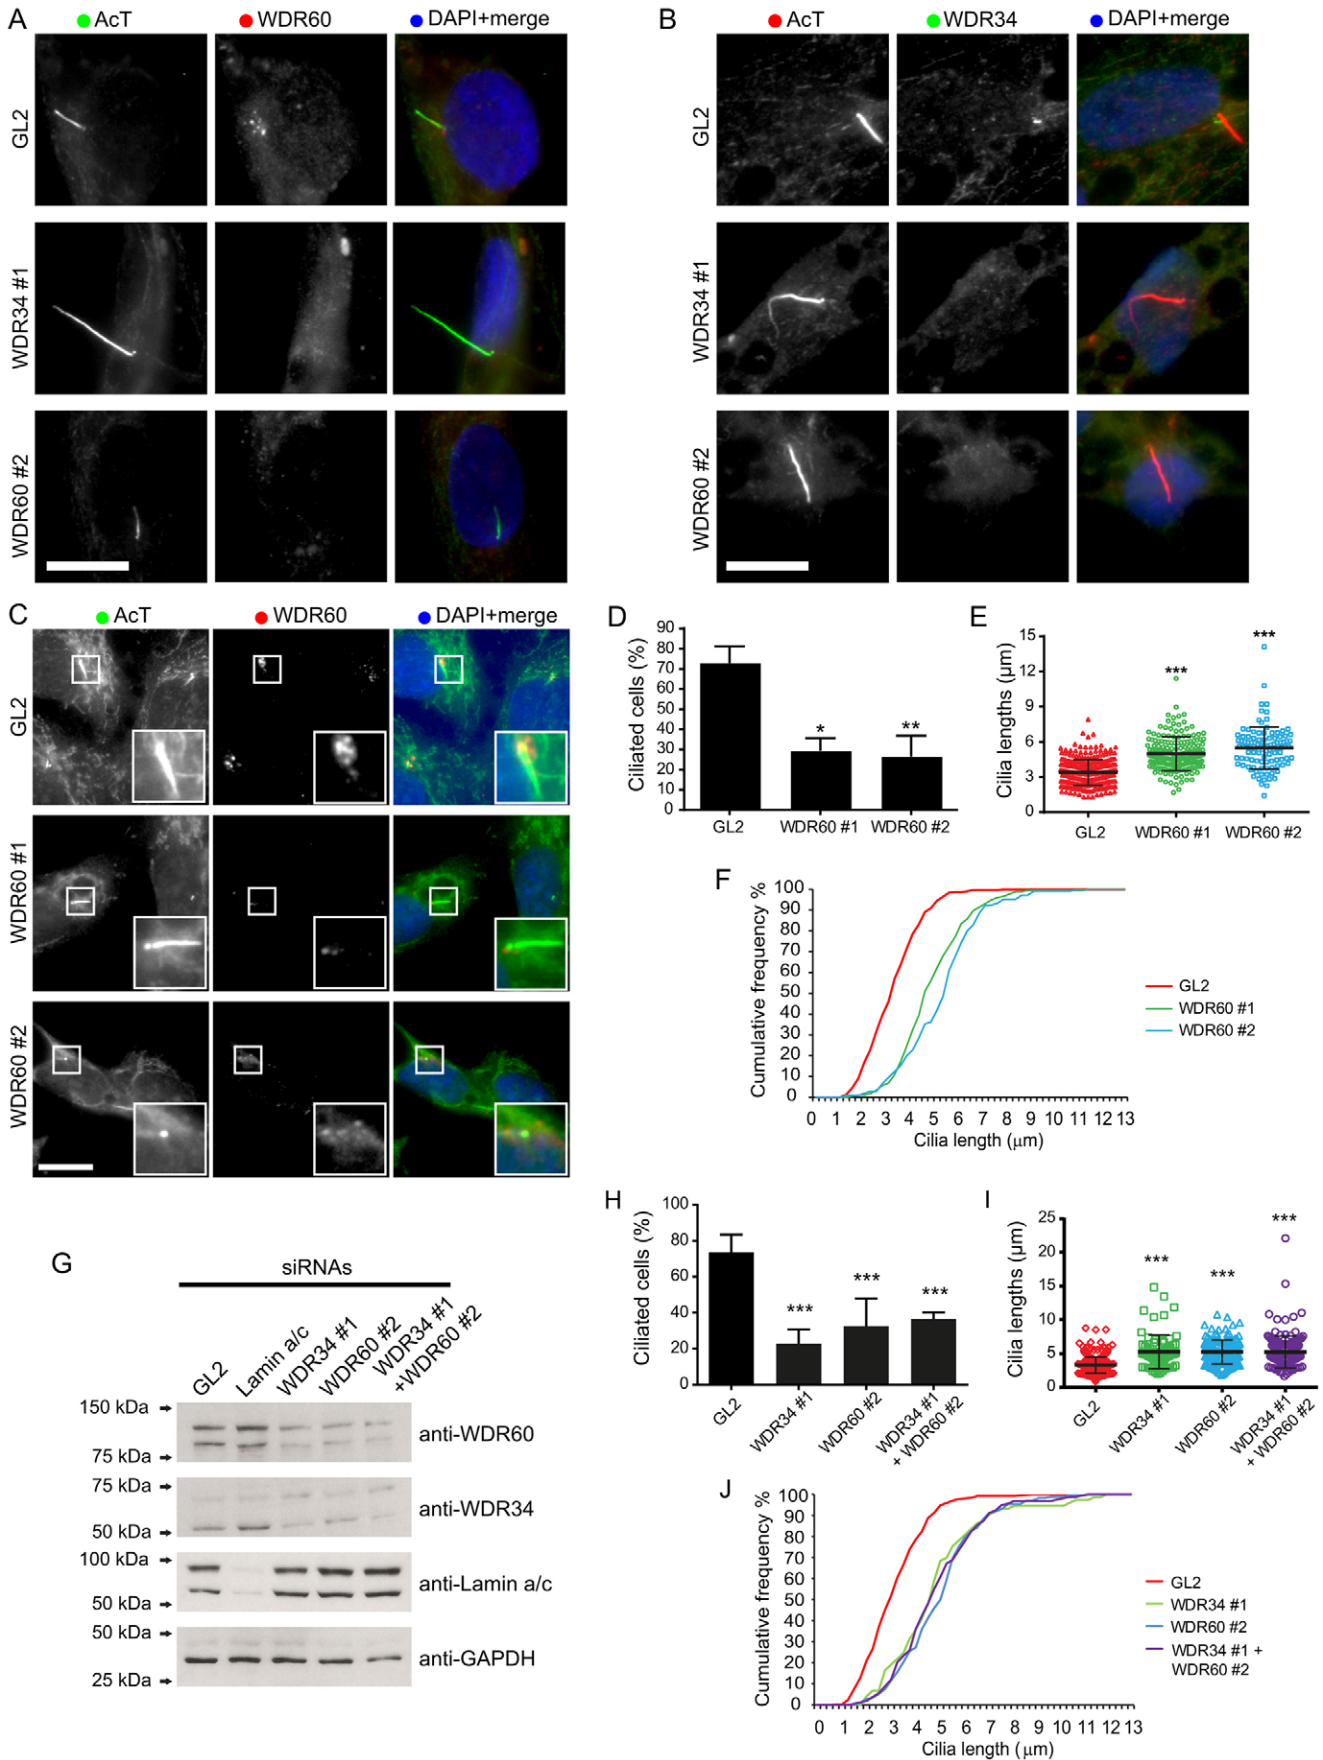 A
AcT
WDR60
DAPI+merge
GL2
WDR34 #1
WDR60 #2
B
AcT
WDR34
DAPI+merge
GL2
WDR34 #1
WDR60 #2
C
AcT
WDR60
DAPI+merge
GL2
WDR60 #1
WDR60 #2
D
Ciliated cells (%)
90
80
70
60
50
40
30
20
10
0
*
**
GL2
WDR60 #1
WDR60 #2
E
Cilia lengths (μm)
15
12
9
6
3
0
***
***
GL2
WDR60 #1
WDR60 #2
F
Cumulative frequency %
100
90
80
70
60
50
40
30
20
10
0
0 1 2 3 4 5 6 7 8 9 10 11 12 13
Cilia length (μm)
GL2
WDR60 #1
WDR60 #2
G
siRNAs
GL2
Lamin a/c
WDR34 #1
WDR60 #2
WDR34 #1
+WDR60 #2
150 kDa
75 kDa
anti-WDR60
75 kDa
50 kDa
anti-WDR34
100 kDa
50 kDa
anti-Lamin a/c
50 kDa
25 kDa
anti-GAPDH
H
Ciliated cells (%)
100
80
60
40
20
0
***
***
***
GL2
WDR34 #1
WDR60 #2
WDR34 #1
+ WDR60 #2
I
Cilia lengths (μm)
25
20
15
10
5
0
***
***
***
GL2
WDR34 #1
WDR60 #2
WDR34 #1
+ WDR60 #2
J
Cumulative frequency %
100
90
80
70
60
50
40
30
20
10
0
0 1 2 3 4 5 6 7 8 9 10 11 12 13
Cilia length (μm)
GL2
WDR34 #1
WDR60 #2
WDR34 #1 +
WDR60 #2